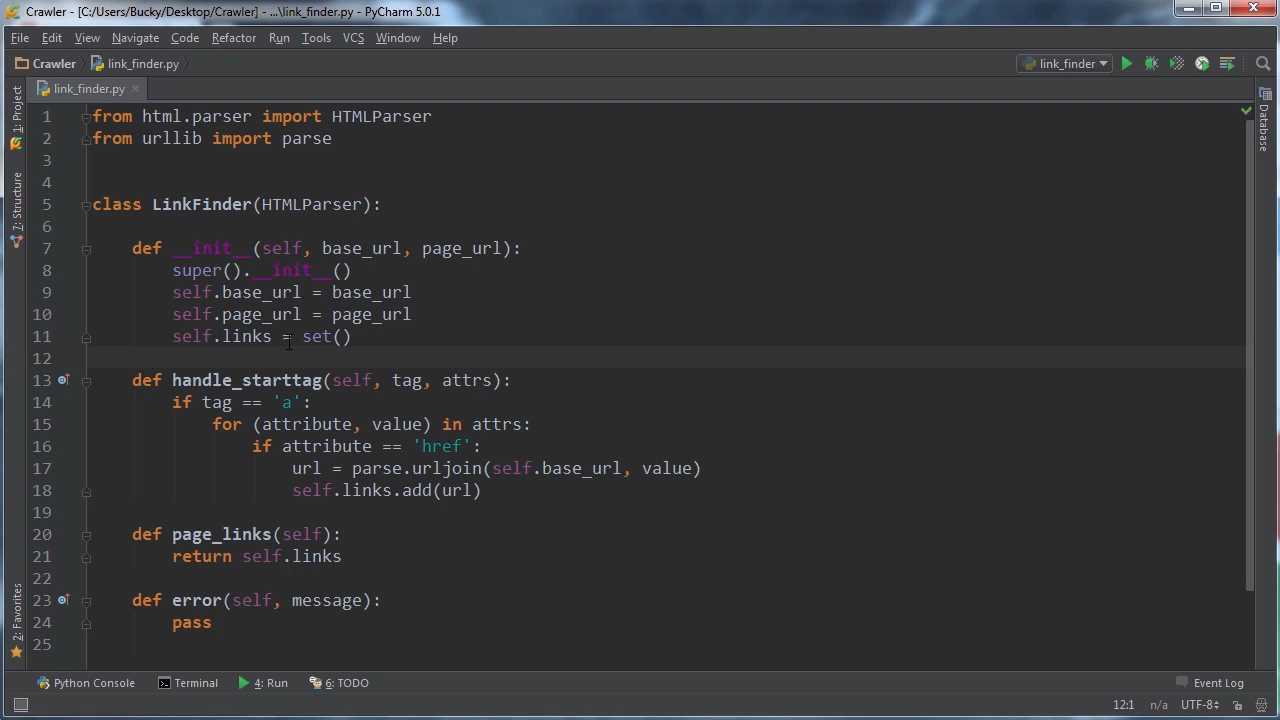 Crawler - [C:/Users/Bucky/Desktop/Crawler] - ...\link_finder.py - PyCharm 5.0.1
File Edit View Navigate Code Refactor Run Tools VCS Window Help
Crawler link_finder.py link_finder
link_finder.py
1: Project
7: Structure
2: Favorites
Database
1 from html.parser import HTMLParser
2 from urllib import parse
3
4
5 class LinkFinder(HTMLParser):
6
7 def __init__(self, base_url, page_url):
8 super().__init__()
9 self.base_url = base_url
10 self.page_url = page_url
11 self.links = set()
12
13 def handle_starttag(self, tag, attrs):
14 if tag == 'a':
15 for (attribute, value) in attrs:
16 if attribute == 'href':
17 url = parse.urljoin(self.base_url, value)
18 self.links.add(url)
19
20 def page_links(self):
21 return self.links
22
23 def error(self, message):
24 pass
25
Python Console Terminal 4: Run 6: TODO Event Log
12:1 n/a UTF-8